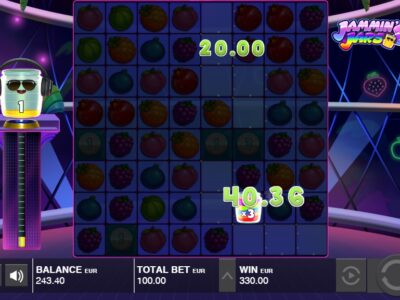 JAMMIN' JARS 2
20.00
1
40.36
x3
BALANCE EUR
243.40
TOTAL BET EUR
100.00
WIN EUR
330.00